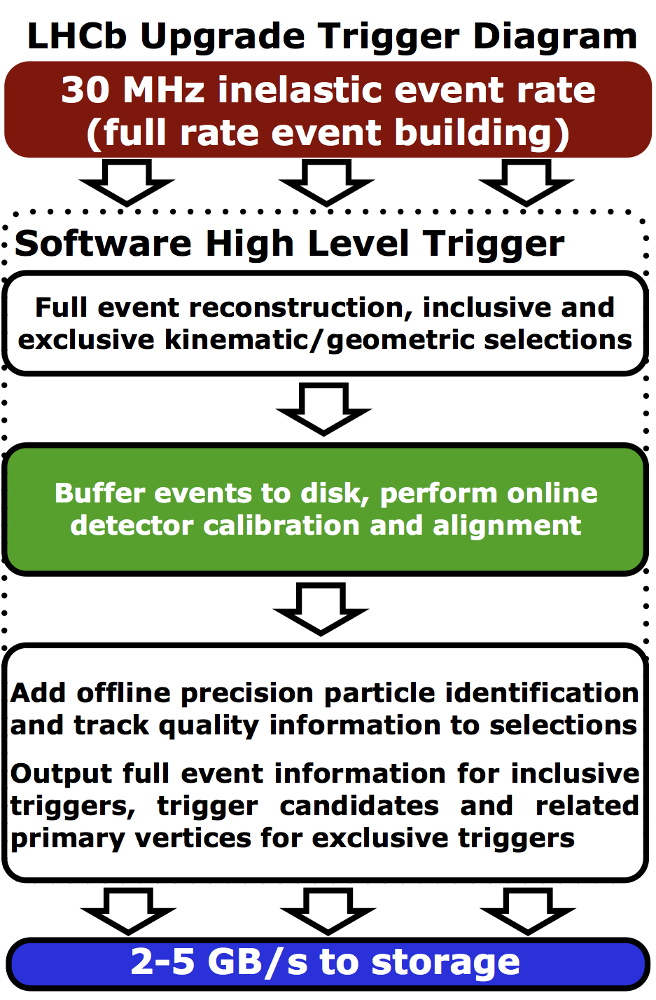 LHCb Upgrade Trigger Diagram
30 MHz inelastic event rate
(full rate event building)
Software High Level Trigger
Full event reconstruction, inclusive and
exclusive kinematic/geometric selections
Buffer events to disk, perform online
detector calibration and alignment
Add offline precision particle identification
and track quality information to selections
Output full event information for inclusive
triggers, trigger candidates and related
primary vertices for exclusive triggers
2-5 GB/s to storage